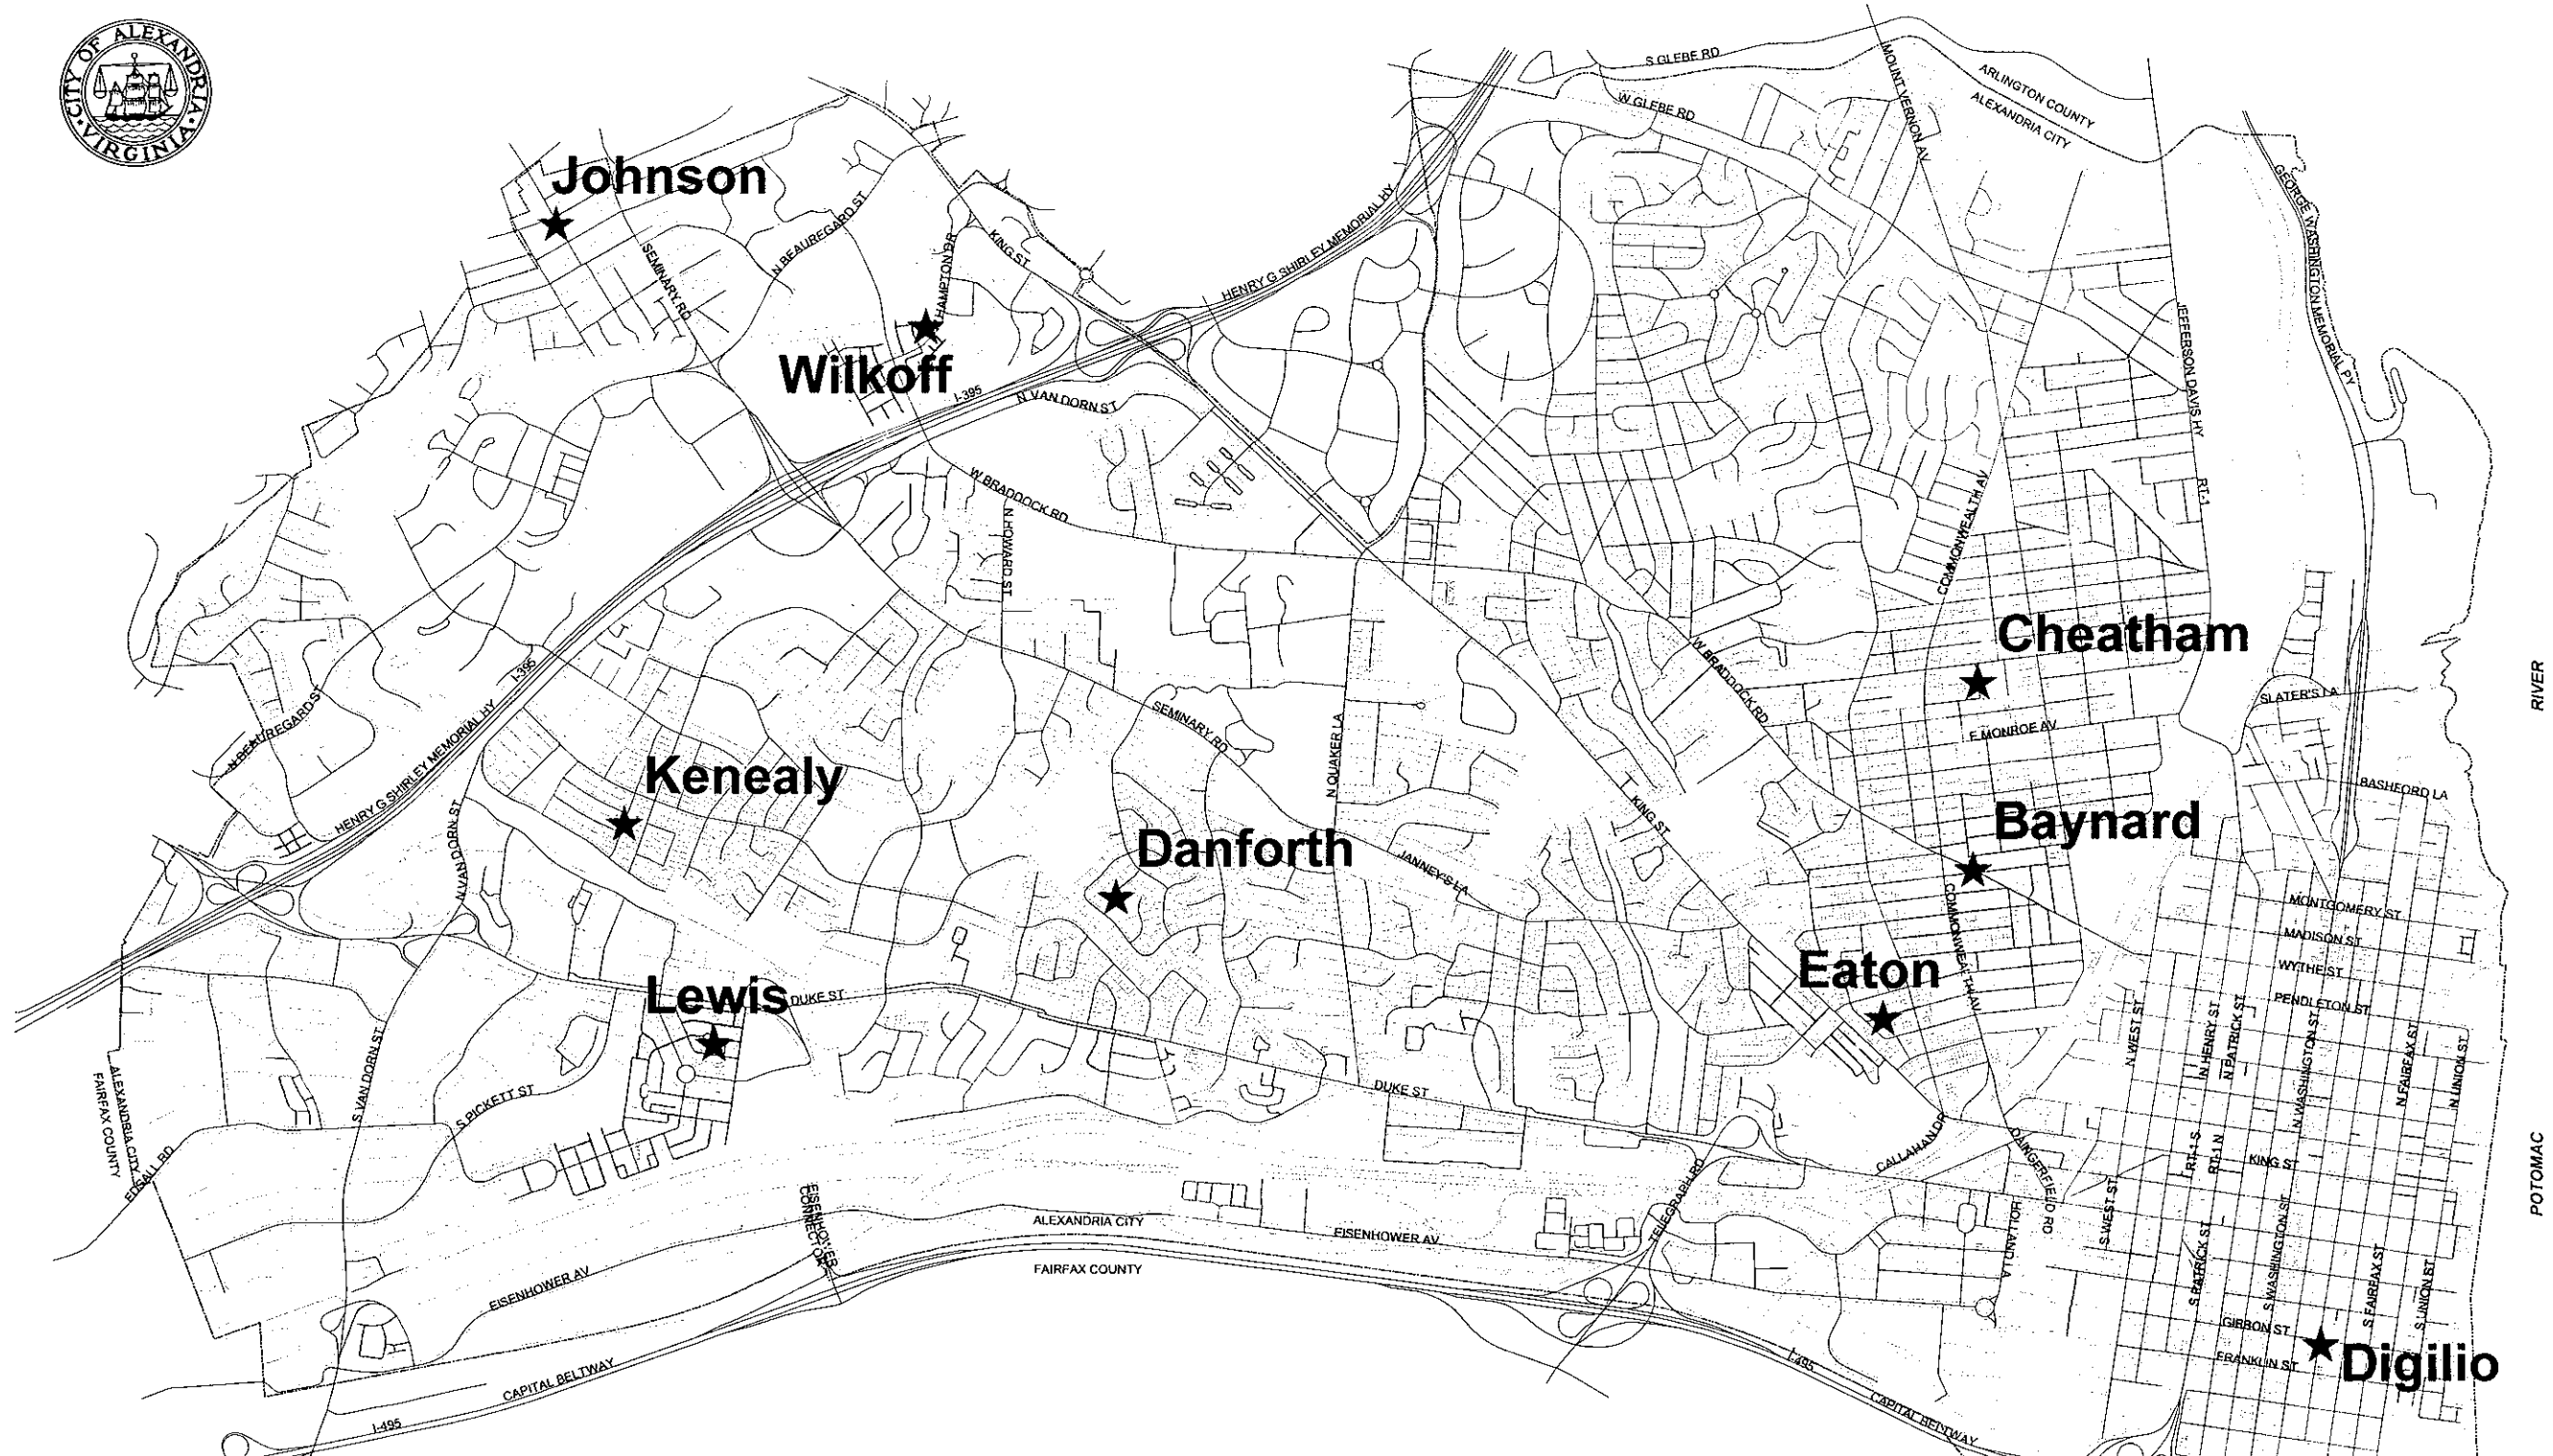 CITY OF ALEXANDRIA
VIRGINIA
S GLEBE RD
MOUNT VERNON AV
ARLINGTON COUNTY
ALEXANDRIA CITY
W GLEBE RD
Johnson
GEORGE WASHINGTON MEMORIAL PY
N BEAUREGARD ST
HENRY G SHIRLEY MEMORIAL HY
SEMINARY RD
N HAMPTON DR
KING ST
Wilkoff
I-395
N VAN DORN ST
JEFFERSON DAVIS HY
W BRADDOCK RD
RT-1
N HOWARD ST
COMMONWEALTH AV
Cheatham
I-395
W BRADDOCK RD
RIVER
SLATER'S LA
N BEAUREGARD ST
SEMINARY RD
E MONROE AV
HENRY G SHIRLEY MEMORIAL HY
N QUAKER LA
Kenealy
BASHFORD LA
N VAN DORN ST
KING ST
Baynard
Danforth
JANNEY'S LA
COMMONWEALTH AV
MONTGOMERY ST
MADISON ST
WYTHE ST
Eaton
Lewis
DUKE ST
PENDLETON ST
N WEST ST
N HENRY ST
N PATRICK ST
N WASHINGTON ST
N FAIRFAX ST
N UNION ST
S VAN DORN ST
S PICKETT ST
DUKE ST
ALEXANDRIA CITY
FAIRFAX COUNTY
EDSALL RD
CALLAHAN DR
DAINGERFIELD RD
RT-1 S
RT-1 N
KING ST
POTOMAC
TELEGRAPH RD
S WEST ST
EISENHOWER
CONNECTOR
ALEXANDRIA CITY
EISENHOWER AV
HOLLAND LA
S PATRICK ST
S WASHINGTON ST
S FAIRFAX ST
S UNION ST
FAIRFAX COUNTY
EISENHOWER AV
GIBBON ST
FRANKLIN ST
Digilio
I-495
CAPITAL BELTWAY
CAPITAL BELTWAY
I-495